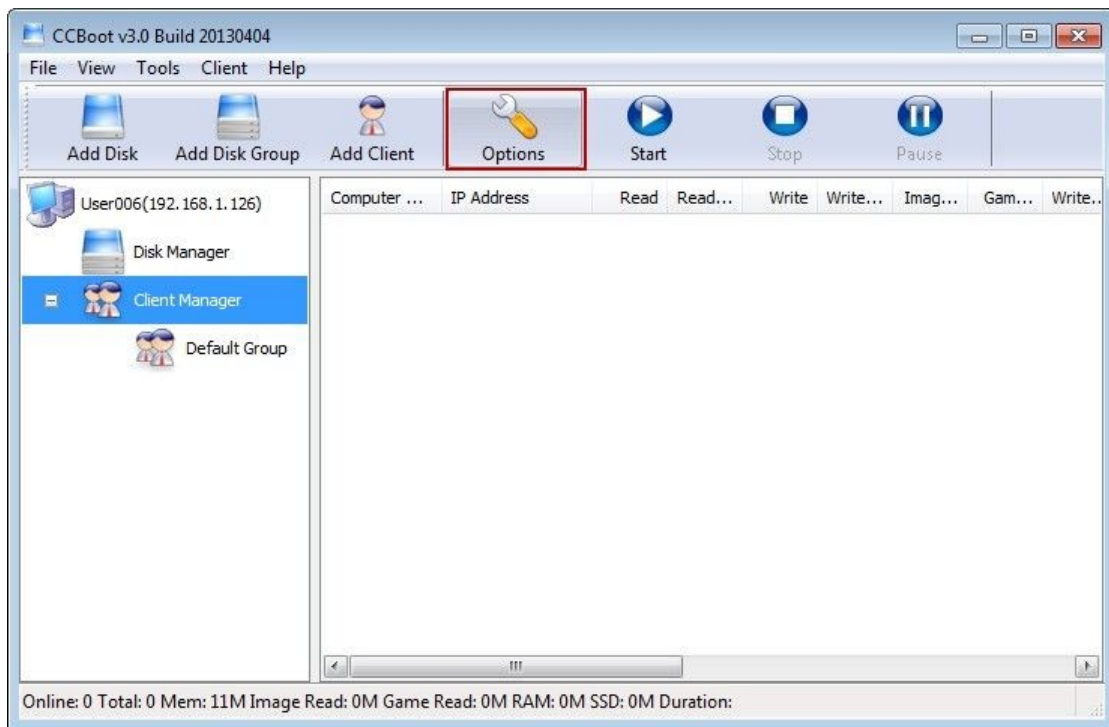 CCBoot v3.0 Build 20130404
File View Tools Client Help
Add Disk Add Disk Group Add Client Options Start Stop Pause
User006(192.168.1.126)
Disk Manager
Client Manager
Default Group
Computer ... IP Address Read Read... Write Write... Imag... Gam... Write..
Online: 0 Total: 0 Mem: 11M Image Read: 0M Game Read: 0M RAM: 0M SSD: 0M Duration: